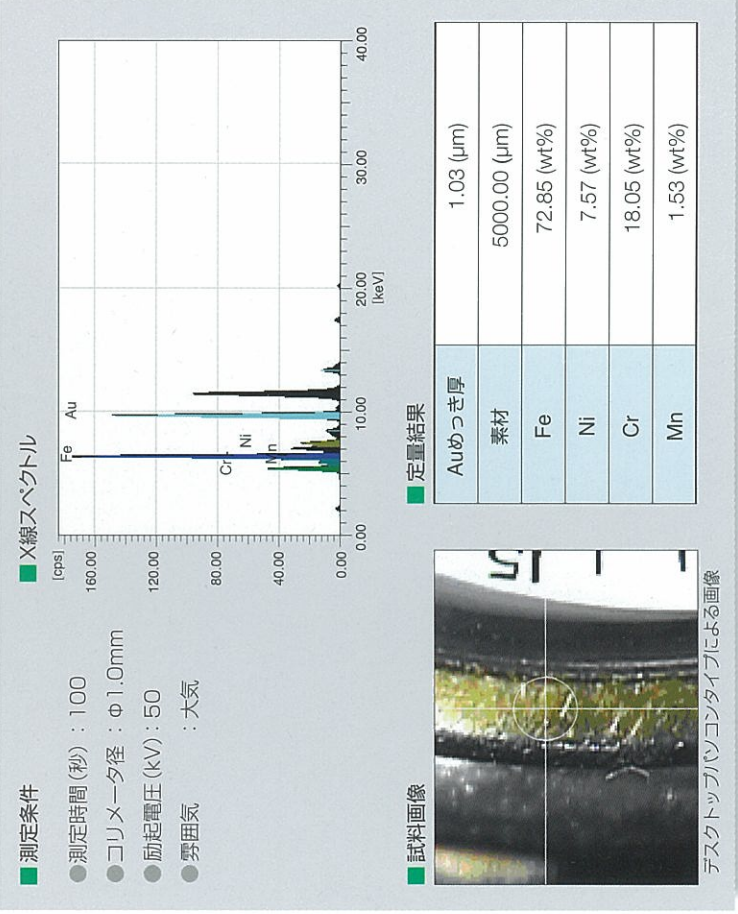 ■ 測定条件
●測定時間(秒) : 100
●コリメータ径 : Φ1.0mm
●励起電圧(kV) : 50
●雰囲気 : 大気
■ X線スペクトル
[cps]
160.00
120.00
80.00
40.00
0.00
Fe
Au
Cr
Ni
Mn
0.00 10.00 20.00 30.00 40.00
[keV]
■ 試料画像
5
デスクトップパソコンタイプによる画像
■ 定量結果
Auめっき厚 1.03 (μm)
素材 5000.00 (μm)
Fe 72.85 (wt%)
Ni 7.57 (wt%)
Cr 18.05 (wt%)
Mn 1.53 (wt%)